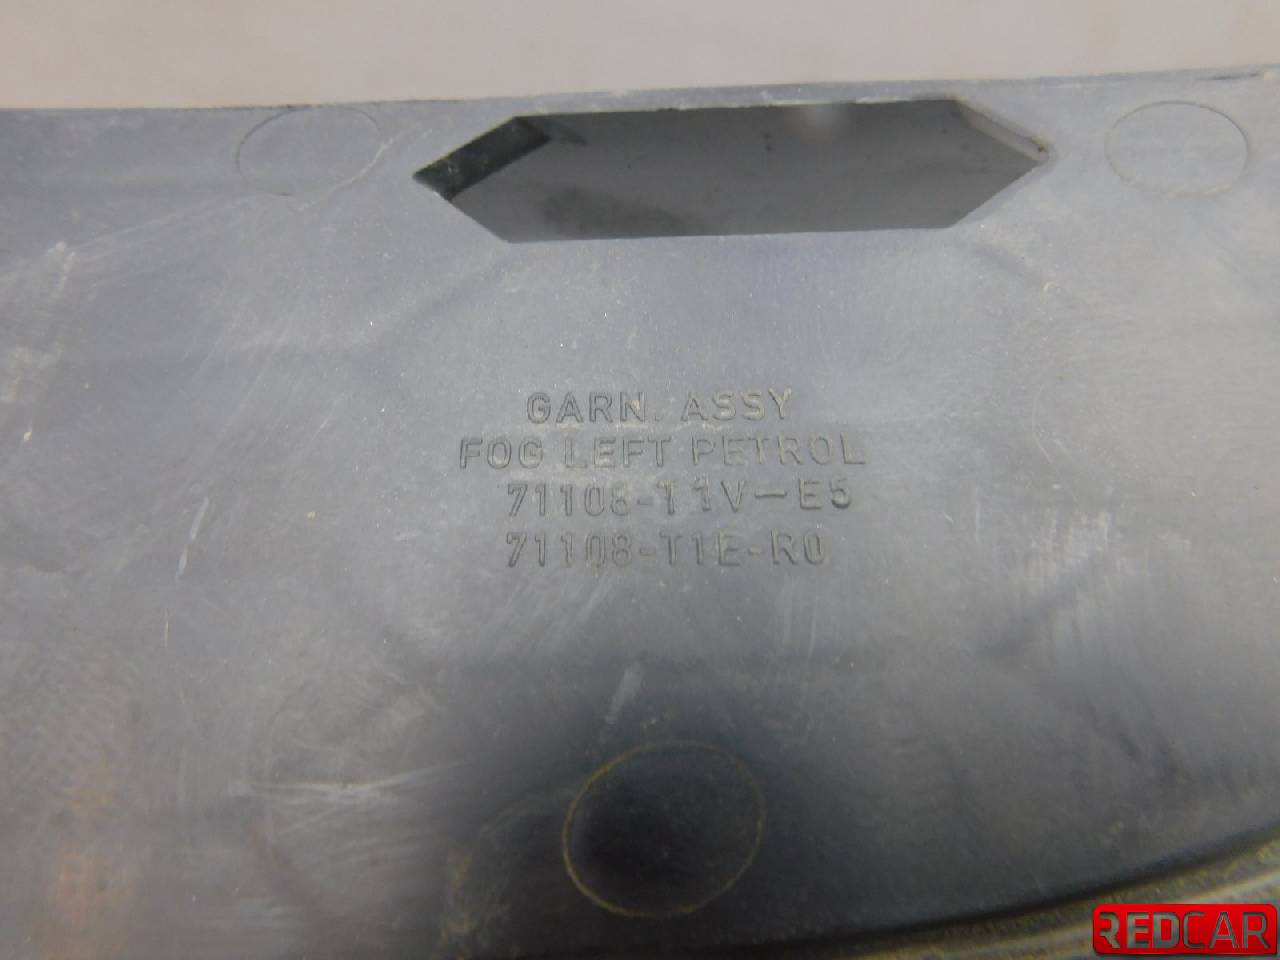 GARN. ASSY
FOG LEFT PETROL
71108-T1V-E5
71108-T1E-R0
REDCAR